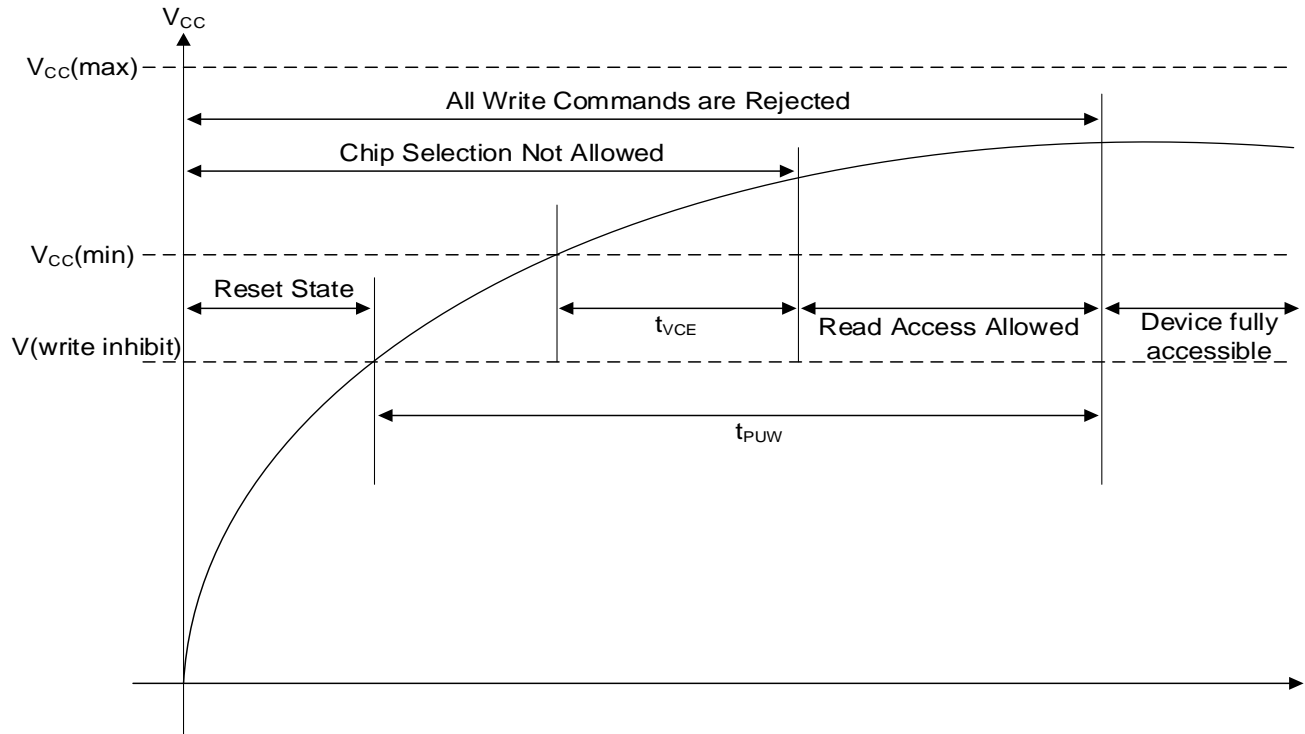 VCC
VCC(max)
All Write Commands are Rejected
Chip Selection Not Allowed
VCC(min)
Reset State
tVCE
Read Access Allowed
Device fully
accessible
V(write inhibit)
tPUW